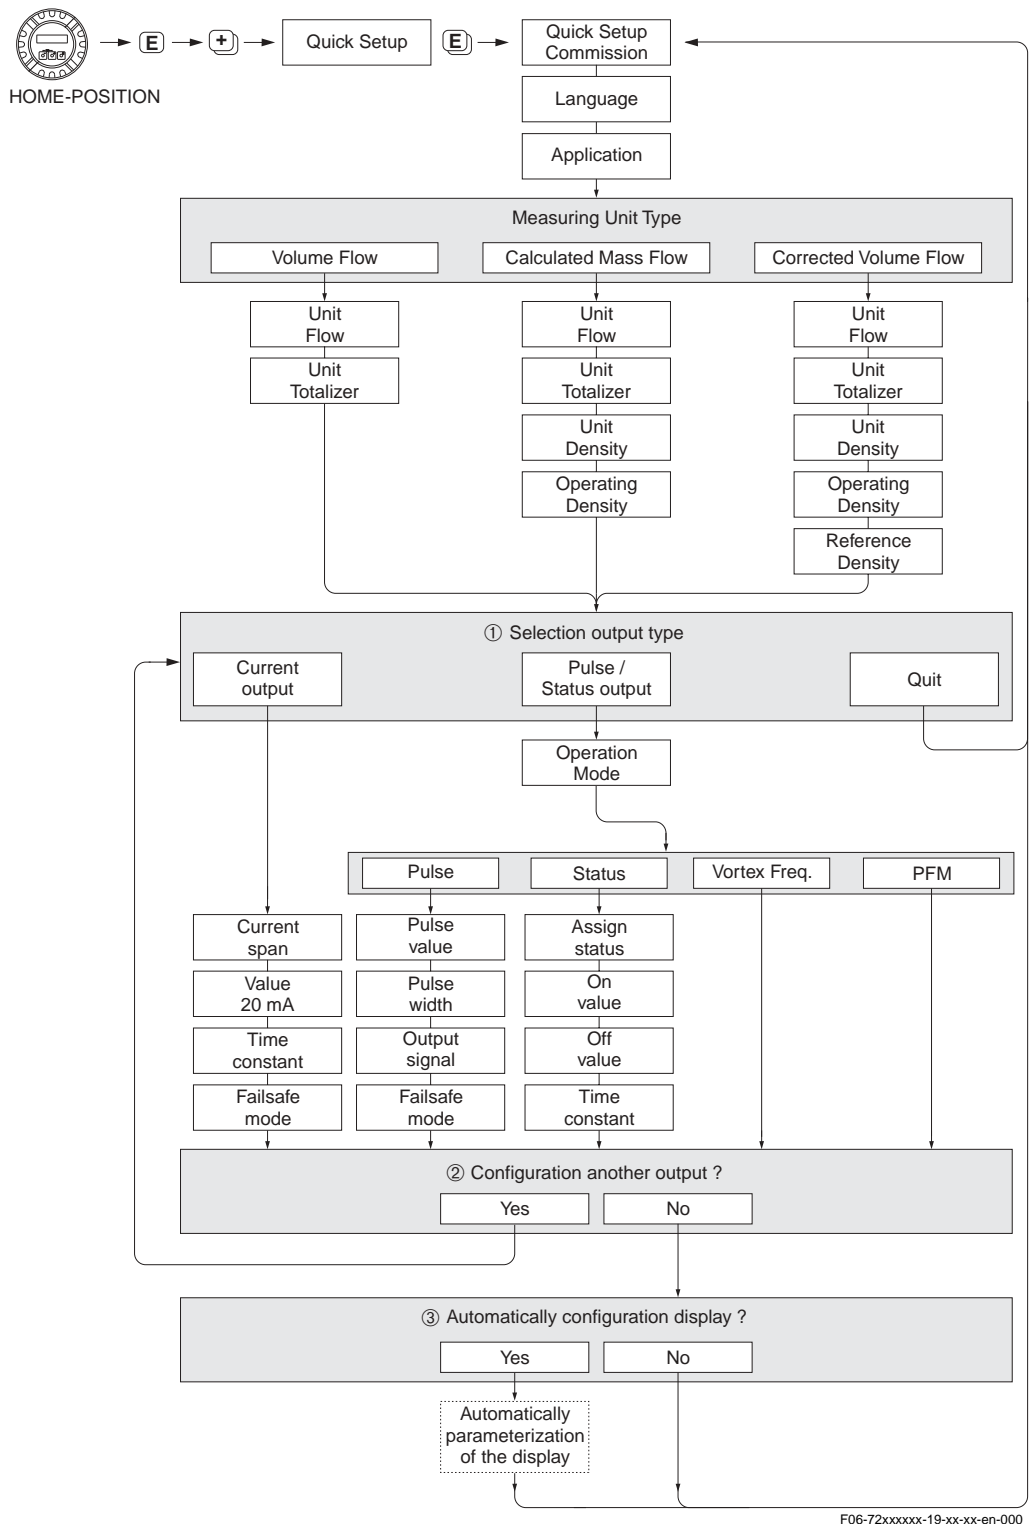 Quick Setup
Commission
E
+
Quick Setup
E
HOME-POSITION
Language
Application
Measuring Unit Type
Volume Flow
Calculated Mass Flow
Corrected Volume Flow
Unit
Flow
Unit
Flow
Unit
Flow
Unit
Totalizer
Unit
Totalizer
Unit
Totalizer
Unit
Density
Unit
Density
Operating
Density
Operating
Density
Reference
Density
① Selection output type
Current
output
Pulse /
Status output
Quit
Operation
Mode
Pulse
Status
Vortex Freq.
PFM
Current
span
Pulse
value
Assign
status
Value
20 mA
Pulse
width
On
value
Time
constant
Output
signal
Off
value
Failsafe
mode
Failsafe
mode
Time
constant
② Configuration another output ?
Yes
No
③ Automatically configuration display ?
Yes
No
Automatically
parameterization
of the display
F06-72xxxxxx-19-xx-xx-en-000